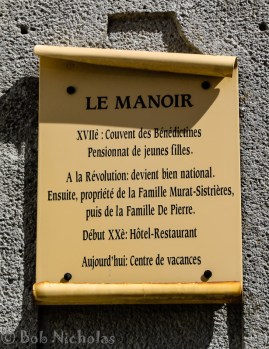 LE MANOIR
XVIIé : Couvent des Bénédictines
Pensionnat de jeunes filles.
A la Révolution: devient bien national.
Ensuite, propriété de la Famille Murat-Sistrières,
puis de la Famille De Pierre.
Début XXè: Hôtel-Restaurant
Aujourd'hui: Centre de vacances
© Bob Nicholas